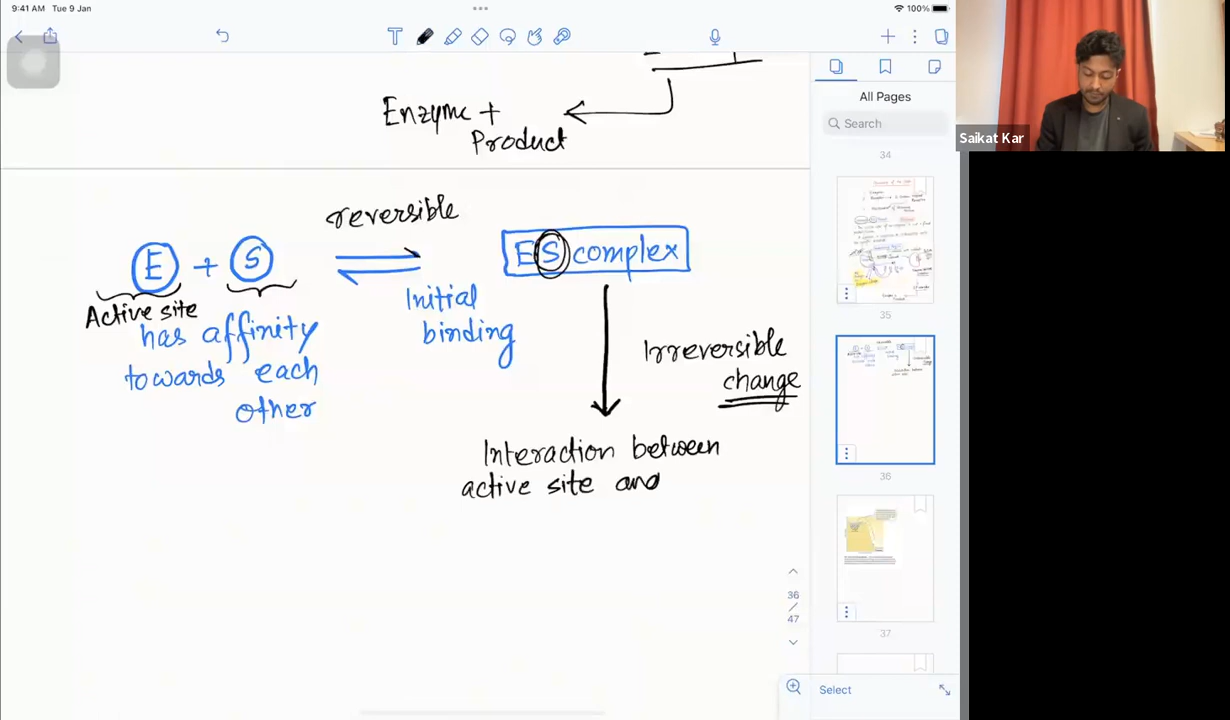 9:41 AM Tue 9 Jan
100%
All Pages
Search
Saikat Kar
Enzyme +
Product
34
reversible
E + S
ES complex
Active site
has affinity
towards each
other
Initial
binding
Irreversible
change
Interaction between
active site and
35
36
37
36
/
47
Select